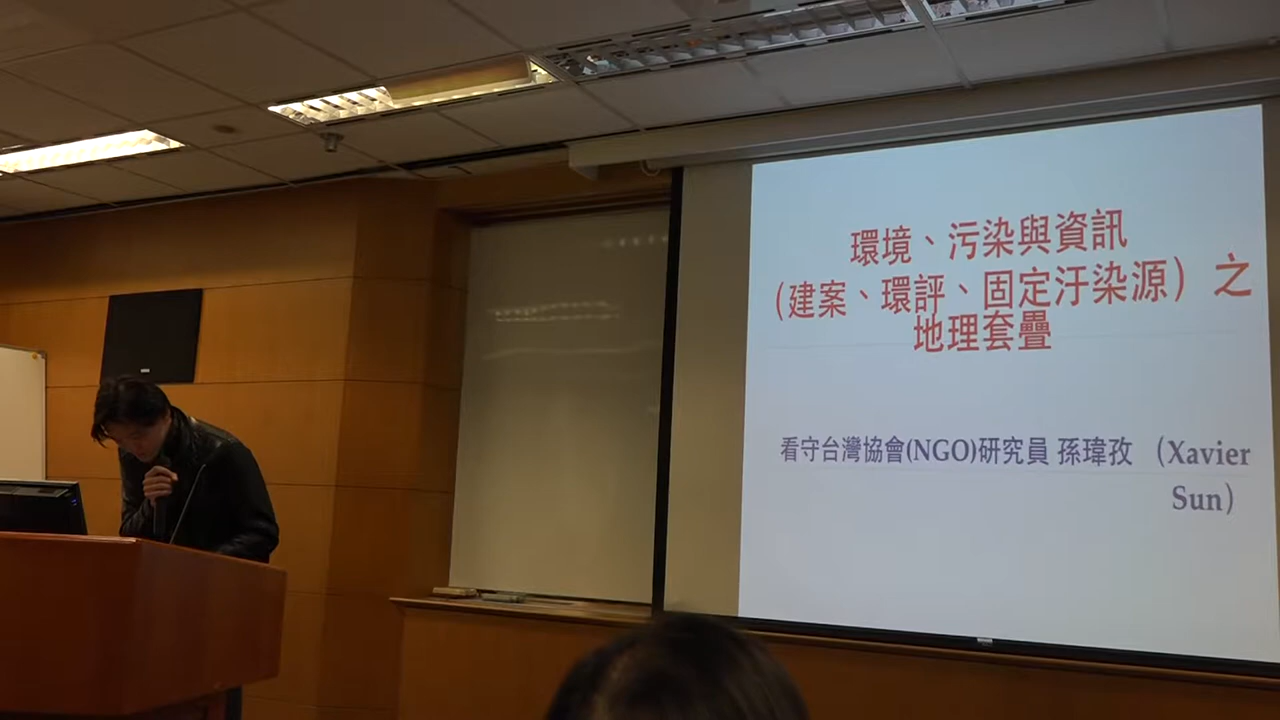 環境、污染與資訊
（建案、環評、固定汙染源）之
地理套疊
看守台灣協會(NGO)研究員 孫瑋孜 （Xavier
Sun）